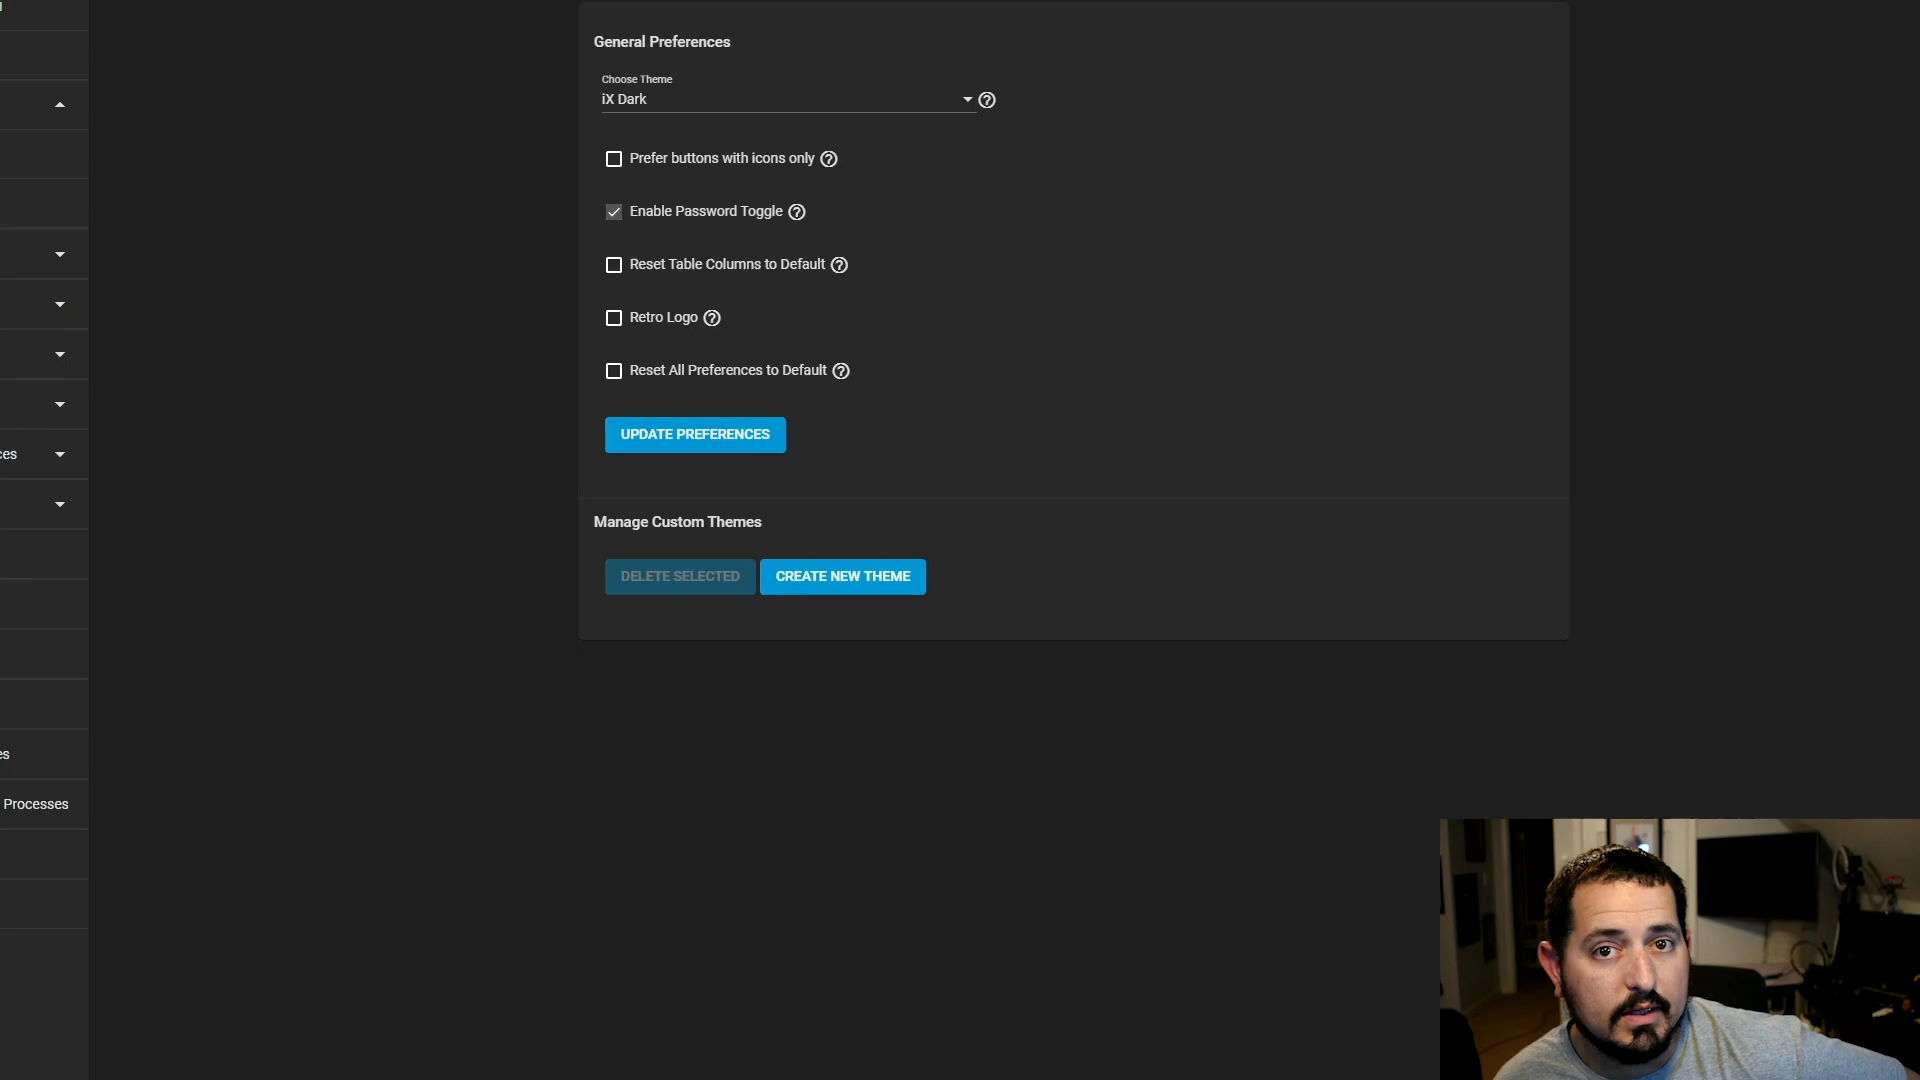 General Preferences
Choose Theme
iX Dark
Prefer buttons with icons only
Enable Password Toggle
Reset Table Columns to Default
Retro Logo
Reset All Preferences to Default
UPDATE PREFERENCES
ces
Manage Custom Themes
DELETE SELECTED CREATE NEW THEME
es
Processes